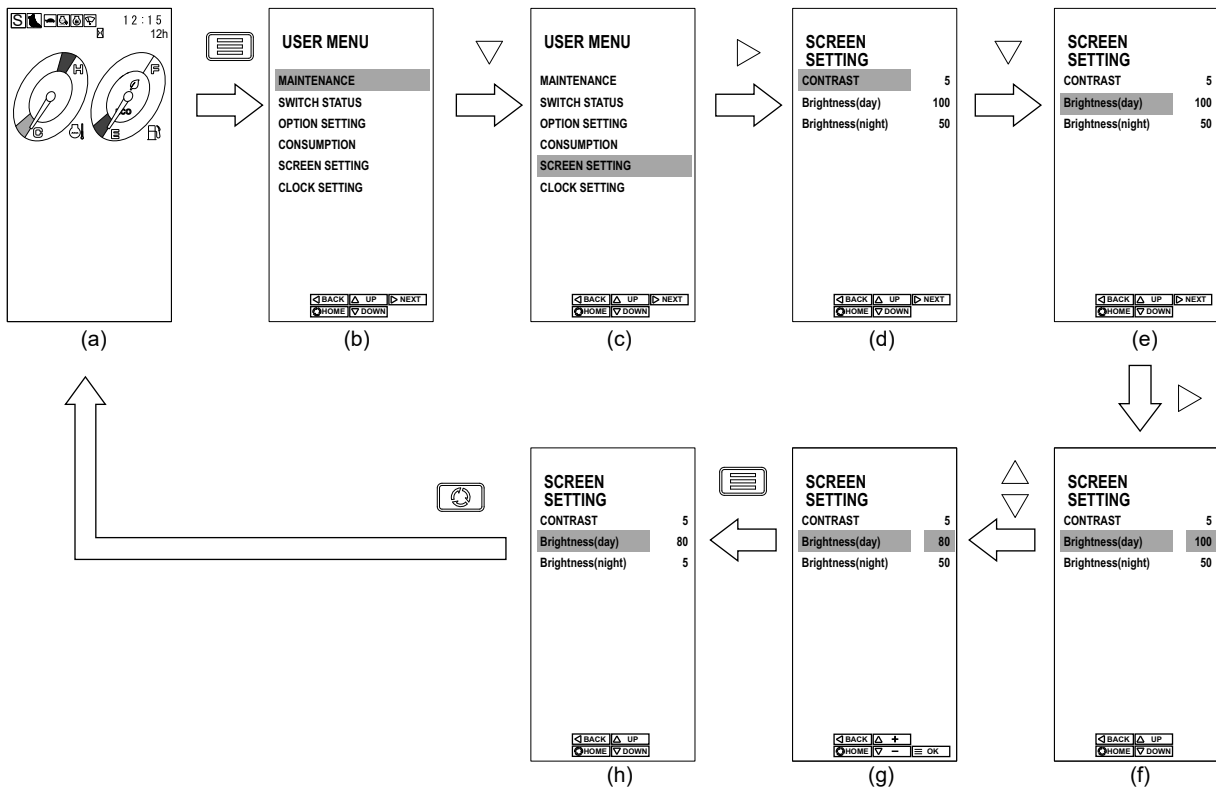 S 12:15
12h
H F
ECO
C E
(a)
USER MENU
MAINTENANCE
SWITCH STATUS
OPTION SETTING
CONSUMPTION
SCREEN SETTING
CLOCK SETTING
BACK UP NEXT
HOME DOWN
(b)
USER MENU
MAINTENANCE
SWITCH STATUS
OPTION SETTING
CONSUMPTION
SCREEN SETTING
CLOCK SETTING
BACK UP NEXT
HOME DOWN
(c)
SCREEN
SETTING
CONTRAST 5
Brightness(day) 100
Brightness(night) 50
BACK UP NEXT
HOME DOWN
(d)
SCREEN
SETTING
CONTRAST 5
Brightness(day) 100
Brightness(night) 50
BACK UP NEXT
HOME DOWN
(e)
SCREEN
SETTING
CONTRAST 5
Brightness(day) 100
Brightness(night) 50
BACK UP
HOME DOWN
(f)
SCREEN
SETTING
CONTRAST 5
Brightness(day) 80
Brightness(night) 50
BACK +
HOME − OK
(g)
SCREEN
SETTING
CONTRAST 5
Brightness(day) 80
Brightness(night) 5
BACK UP
HOME DOWN
(h)